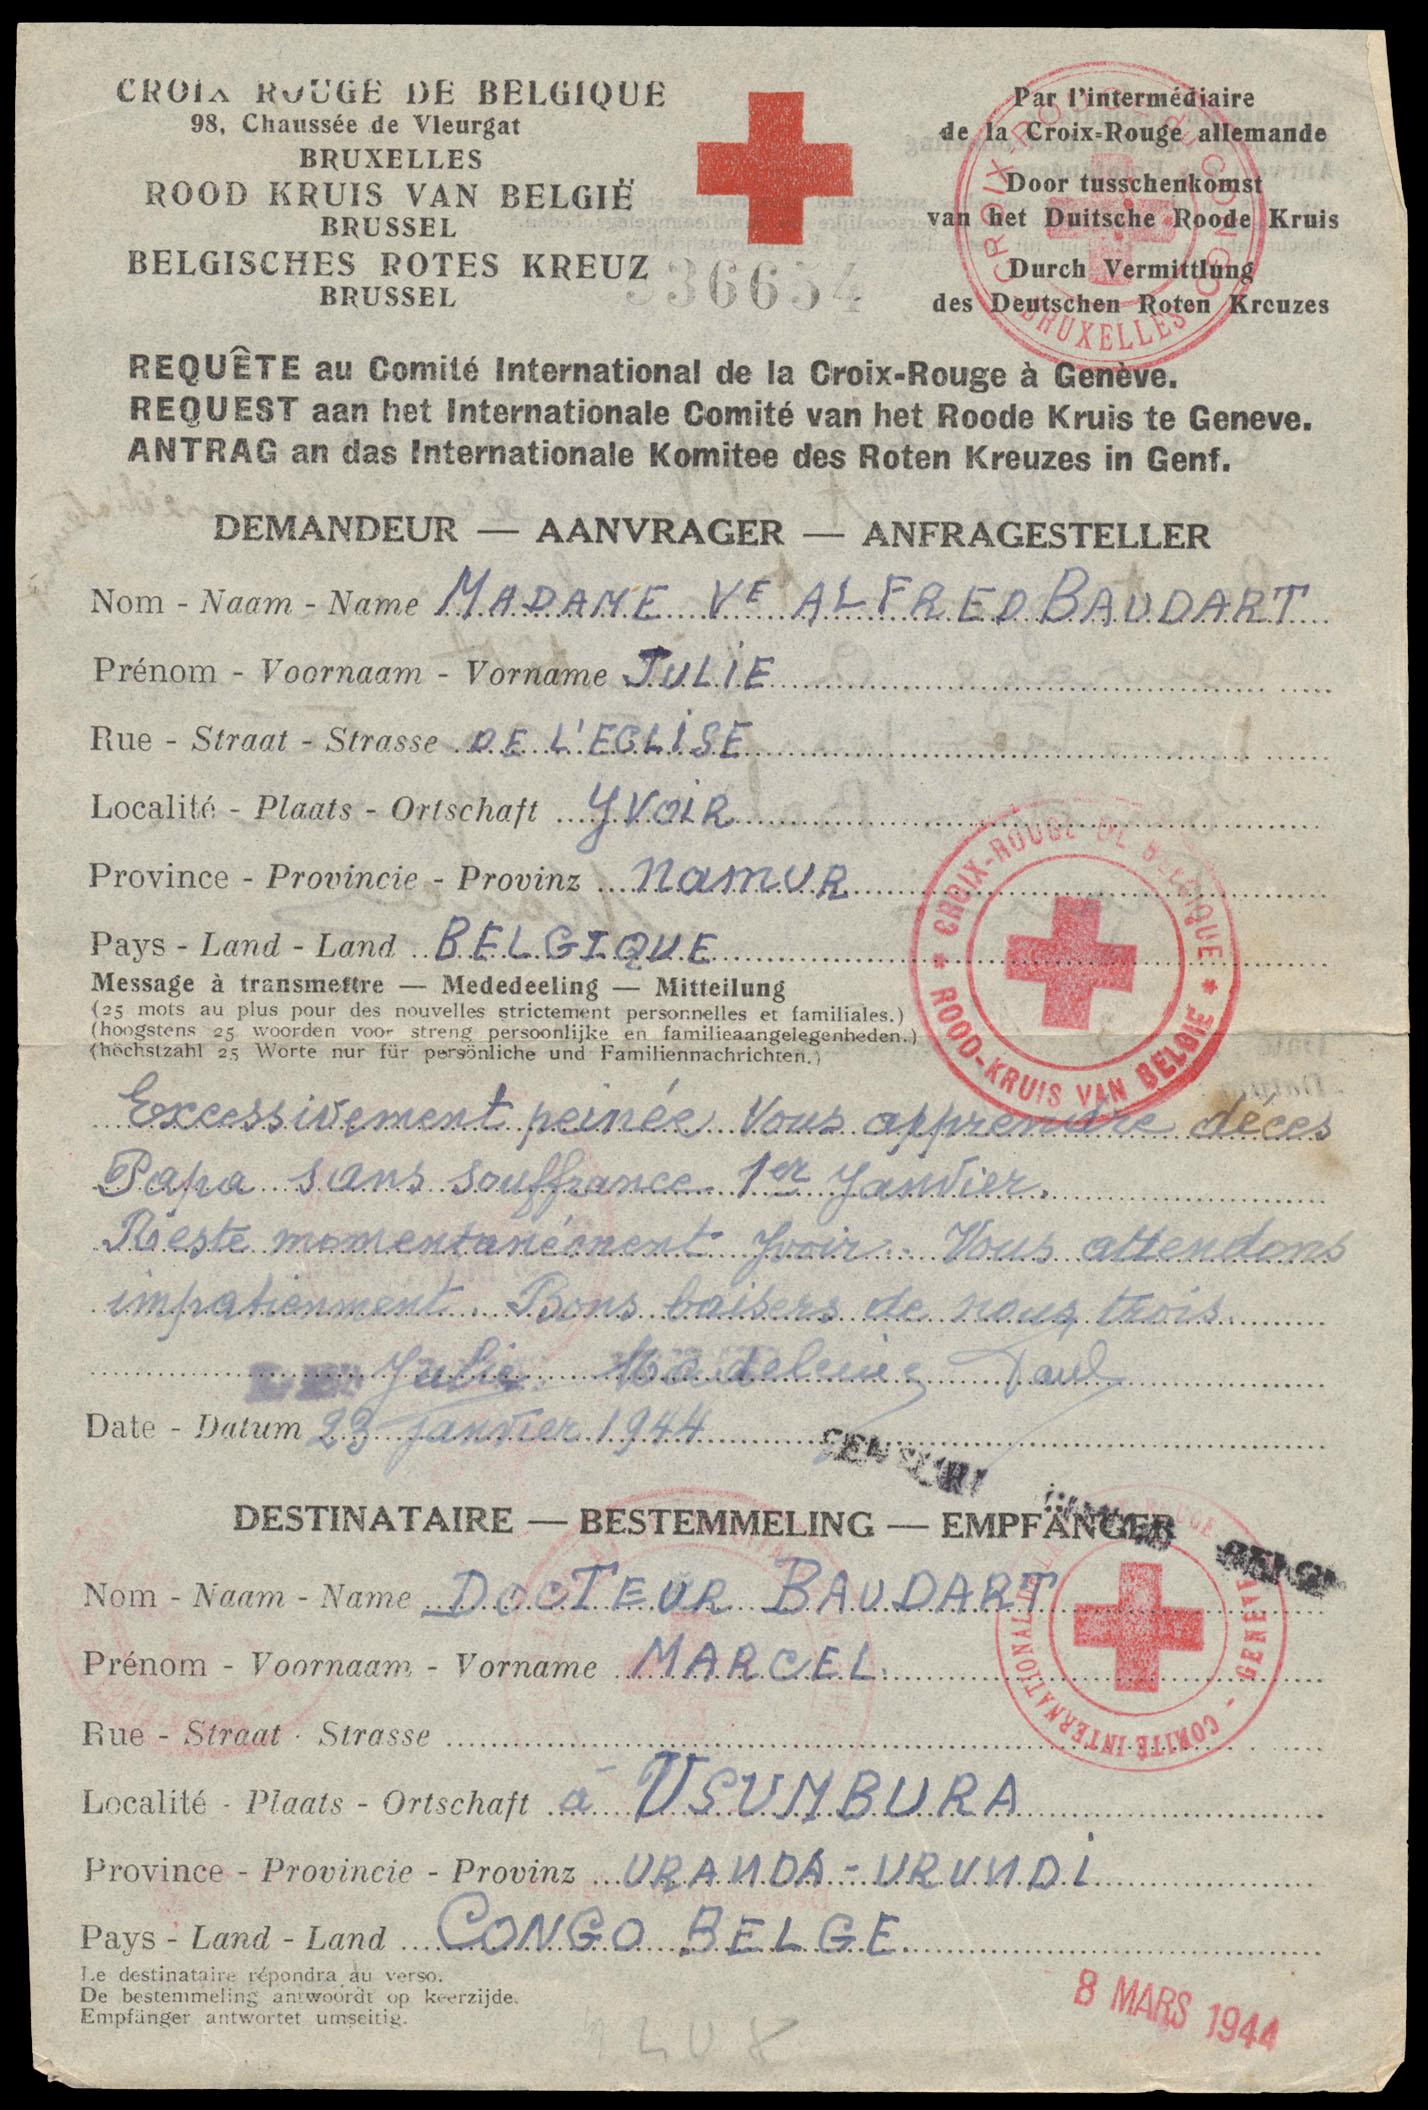 CROIX ROUGE DE BELGIQUE
98, Chaussée de Vleurgat
BRUXELLES
ROOD KRUIS VAN BELGIË
BRUSSEL
BELGISCHES ROTES KREUZ
BRUSSEL
36654
Par l'intermédiaire
de la Croix-Rouge allemande
Door tusschenkomst
van het Duitsche Roode Kruis
Durch Vermittlung
des Deutschen Roten Kreuzes
CROIX-ROUGE CONGO
BRUXELLES
REQUÊTE au Comité International de la Croix-Rouge à Genève.
REQUEST aan het Internationale Comité van het Roode Kruis te Geneve.
ANTRAG an das Internationale Komitee des Roten Kreuzes in Genf.
DEMANDEUR — AANVRAGER — ANFRAGESTELLER
Nom - Naam - Name MADAME VE ALFRED BAUDART
Prénom - Voornaam - Vorname JULIE
Rue - Straat - Strasse DE L'EGLISE
Localité - Plaats - Ortschaft YVOIR
Province - Provincie - Provinz NAMUR
Pays - Land - Land BELGIQUE
CROIX-ROUGE DE BELGIQUE * ROOD-KRUIS VAN BELGIE *
Message à transmettre — Mededeeling — Mitteilung
(25 mots au plus pour des nouvelles strictement personnelles et familiales.)
(hoogstens 25 woorden voor streng persoonlijke en familieaangelegenheden.)
(höchstzahl 25 Worte nur für persönliche und Familiennachrichten.)
Excessivement peinée Vous apprendre déces
Papa sans souffrance 1er Janvier.
Reste momentanément Yvoir. Vous attendons
impatienment. Bons baisers de nous trois.
Julie Madeleine Paul
Date - Datum 23 Janvier 1944
DESTINATAIRE — BESTEMMELING — EMPFÄNGER
Nom - Naam - Name DOCTEUR BAUDART
Prénom - Voornaam - Vorname MARCEL.
Rue - Straat - Strasse
COMITÉ INTERNATIONAL ROUGE - GENÈVE
Localité - Plaats - Ortschaft à USUMBURA
Province - Provincie - Provinz URANDA-URUNDI
Pays - Land - Land CONGO BELGE
Le destinataire répondra au verso.
De bestemmeling antwoordt op keerzijde.
Empfänger antwortet umseitig.
8 MARS 1944